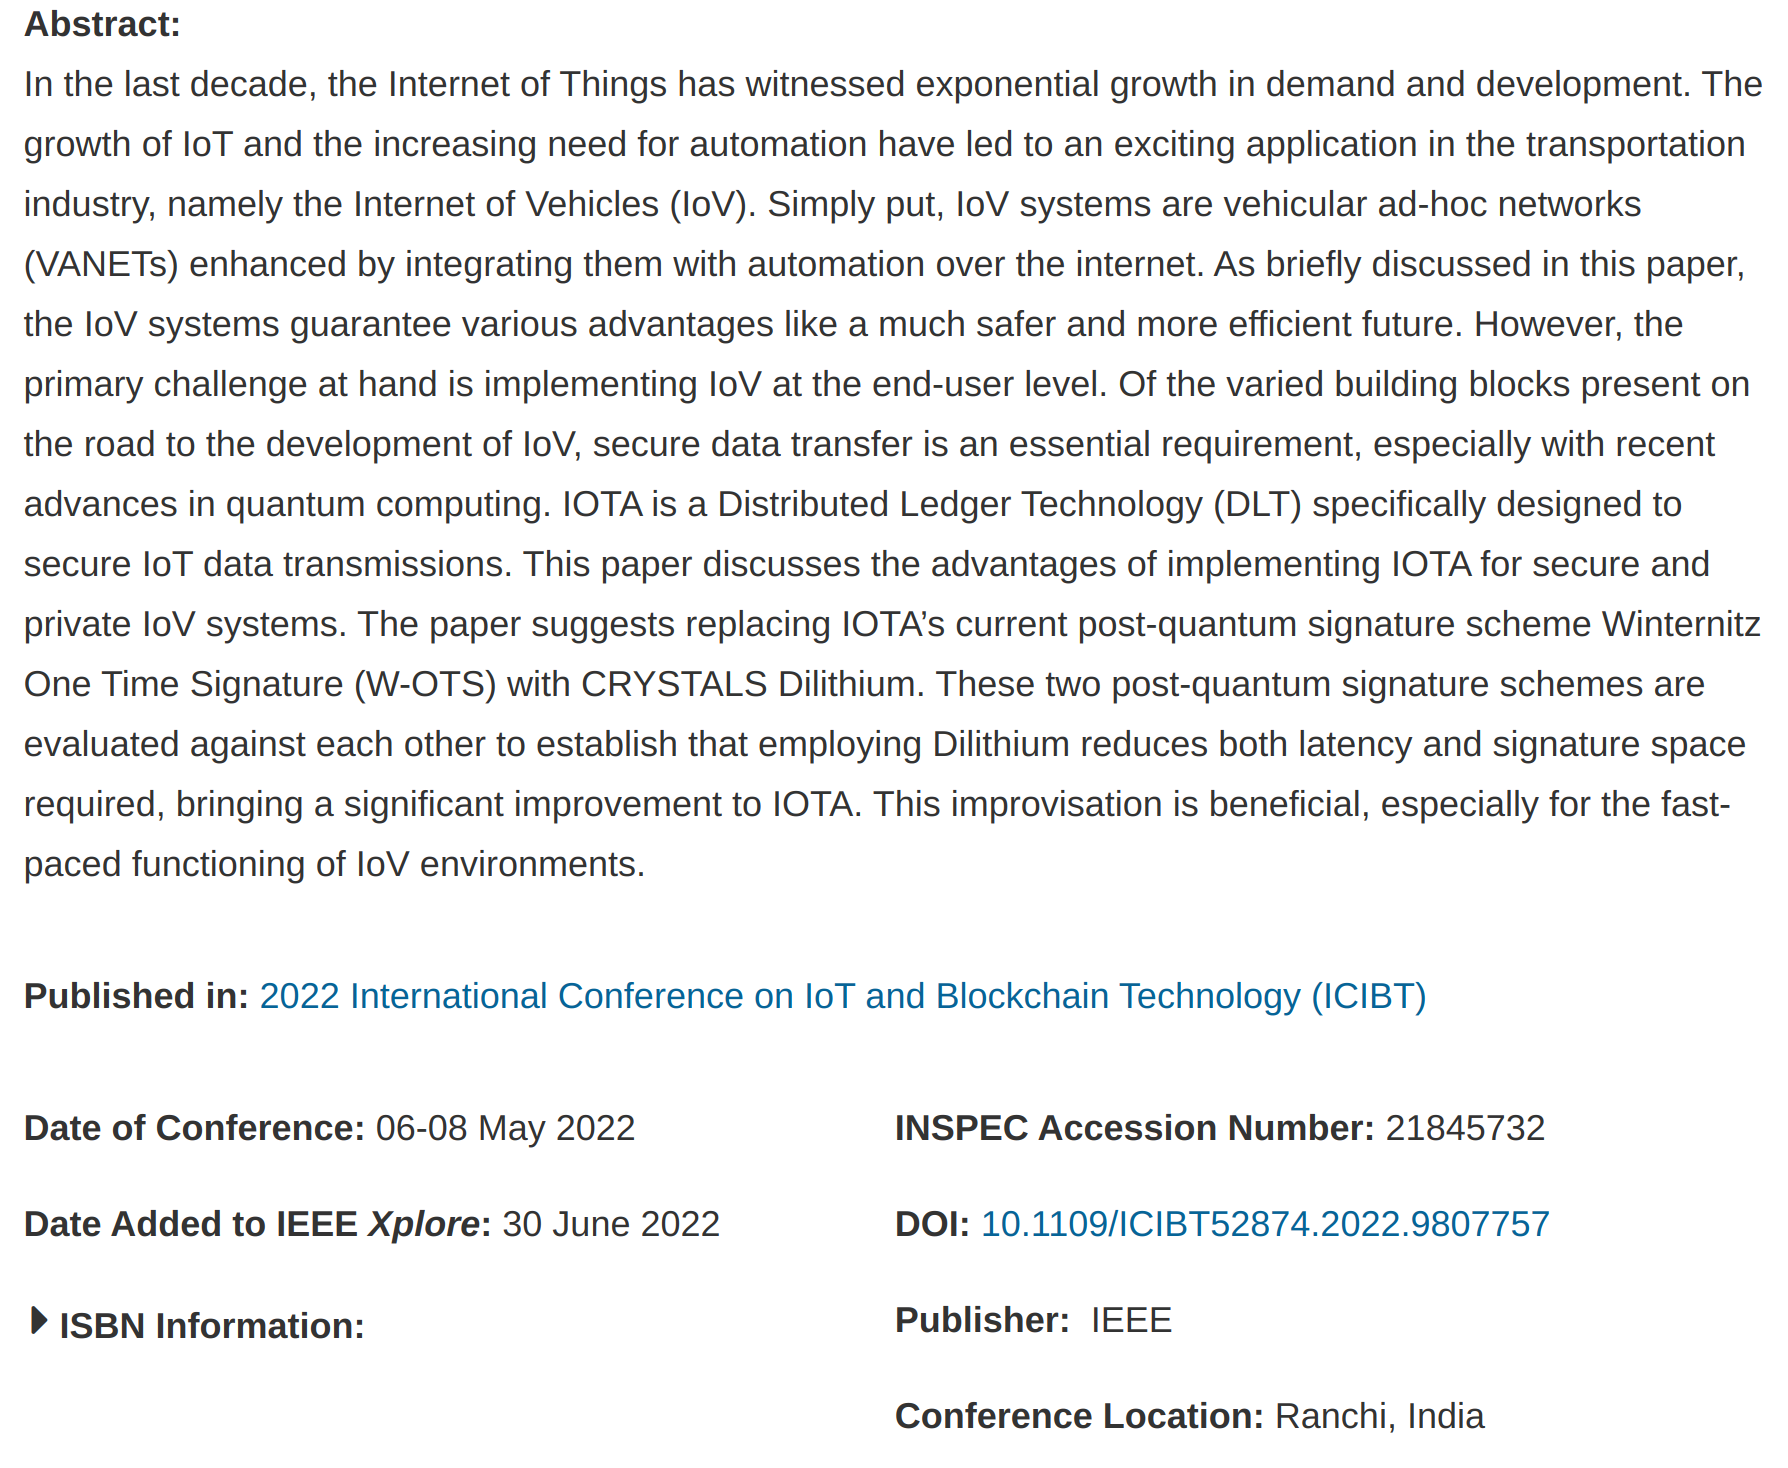 Abstract:
In the last decade, the Internet of Things has witnessed exponential growth in demand and development. The
growth of IoT and the increasing need for automation have led to an exciting application in the transportation
industry, namely the Internet of Vehicles (IoV). Simply put, IoV systems are vehicular ad-hoc networks
(VANETs) enhanced by integrating them with automation over the internet. As briefly discussed in this paper,
the IoV systems guarantee various advantages like a much safer and more efficient future. However, the
primary challenge at hand is implementing IoV at the end-user level. Of the varied building blocks present on
the road to the development of IoV, secure data transfer is an essential requirement, especially with recent
advances in quantum computing. IOTA is a Distributed Ledger Technology (DLT) specifically designed to
secure IoT data transmissions. This paper discusses the advantages of implementing IOTA for secure and
private IoV systems. The paper suggests replacing IOTA’s current post-quantum signature scheme Winternitz
One Time Signature (W-OTS) with CRYSTALS Dilithium. These two post-quantum signature schemes are
evaluated against each other to establish that employing Dilithium reduces both latency and signature space
required, bringing a significant improvement to IOTA. This improvisation is beneficial, especially for the fast-
paced functioning of IoV environments.
Published in: 2022 International Conference on IoT and Blockchain Technology (ICIBT)
Date of Conference: 06-08 May 2022
Date Added to IEEE Xplore: 30 June 2022
ISBN Information:
INSPEC Accession Number: 21845732
DOI: 10.1109/ICIBT52874.2022.9807757
Publisher: IEEE
Conference Location: Ranchi, India